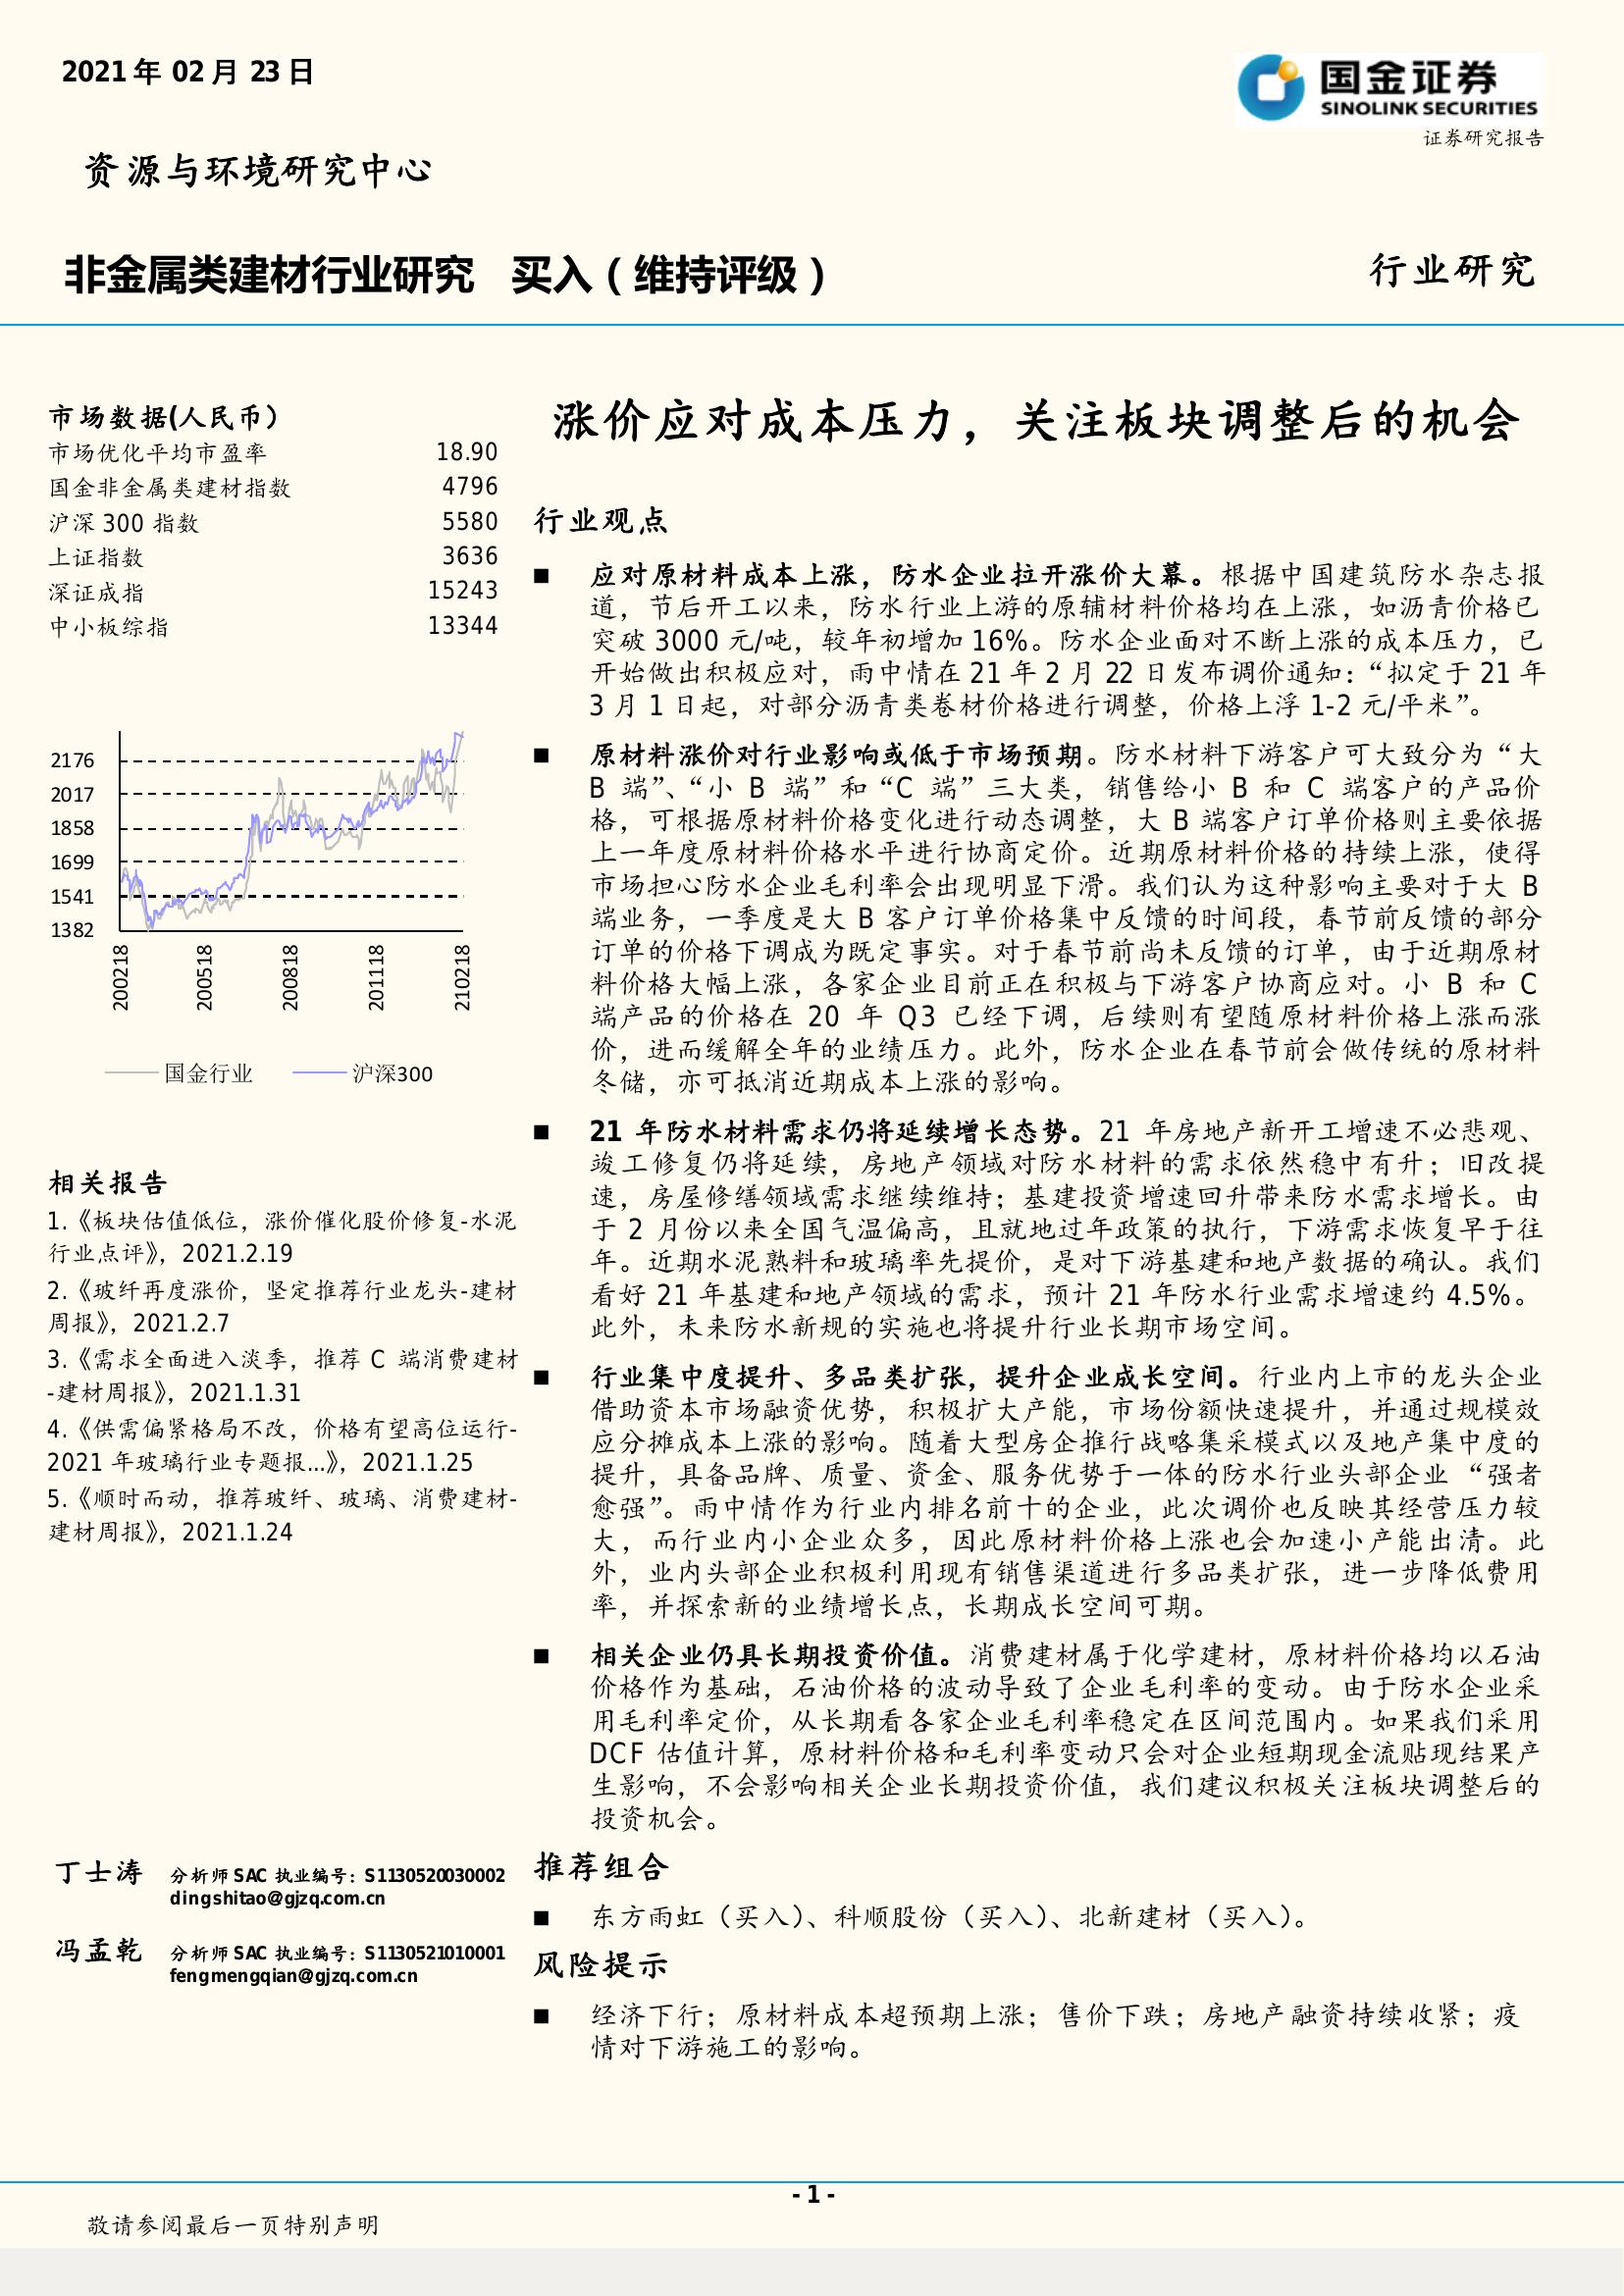 2021 年 02 月 23 日
国金证券
SINOLINK SECURITIES
证券研究报告
资源与环境研究中心
非金属类建材行业研究 买入（维持评级）
行业研究
市场数据(人民币）
市场优化平均市盈率 18.90
国金非金属类建材指数 4796
沪深 300 指数 5580
上证指数 3636
深证成指 15243
中小板综指 13344
2176
2017
1858
1699
1541
1382
200218
200518
200818
201118
210218
国金行业 沪深300
相关报告
1.《板块估值低位，涨价催化股价修复-水泥
行业点评》，2021.2.19
2.《玻纤再度涨价，坚定推荐行业龙头-建材
周报》，2021.2.7
3.《需求全面进入淡季，推荐 C 端消费建材
-建材周报》，2021.1.31
4.《供需偏紧格局不改，价格有望高位运行-
2021 年玻璃行业专题报...》，2021.1.25
5.《顺时而动，推荐玻纤、玻璃、消费建材-
建材周报》，2021.1.24
丁士涛 分析师 SAC 执业编号：S1130520030002
dingshitao@gjzq.com.cn
冯孟乾 分析师 SAC 执业编号：S1130521010001
fengmengqian@gjzq.com.cn
涨价应对成本压力，关注板块调整后的机会
行业观点
■ 应对原材料成本上涨，防水企业拉开涨价大幕。根据中国建筑防水杂志报
道，节后开工以来，防水行业上游的原辅材料价格均在上涨，如沥青价格已
突破 3000 元/吨，较年初增加 16%。防水企业面对不断上涨的成本压力，已
开始做出积极应对，雨中情在 21 年 2 月 22 日发布调价通知：“拟定于 21 年
3 月 1 日起，对部分沥青类卷材价格进行调整，价格上浮 1-2 元/平米”。
■ 原材料涨价对行业影响或低于市场预期。防水材料下游客户可大致分为“大
B 端”、“小 B 端”和“C 端”三大类，销售给小 B 和 C 端客户的产品价
格，可根据原材料价格变化进行动态调整，大 B 端客户订单价格则主要依据
上一年度原材料价格水平进行协商定价。近期原材料价格的持续上涨，使得
市场担心防水企业毛利率会出现明显下滑。我们认为这种影响主要对于大 B
端业务，一季度是大 B 客户订单价格集中反馈的时间段，春节前反馈的部分
订单的价格下调成为既定事实。对于春节前尚未反馈的订单，由于近期原材
料价格大幅上涨，各家企业目前正在积极与下游客户协商应对。小 B 和 C
端产品的价格在 20 年 Q3 已经下调，后续则有望随原材料价格上涨而涨
价，进而缓解全年的业绩压力。此外，防水企业在春节前会做传统的原材料
冬储，亦可抵消近期成本上涨的影响。
■ 21 年防水材料需求仍将延续增长态势。21 年房地产新开工增速不必悲观、
竣工修复仍将延续，房地产领域对防水材料的需求依然稳中有升；旧改提
速，房屋修缮领域需求继续维持；基建投资增速回升带来防水需求增长。由
于 2 月份以来全国气温偏高，且就地过年政策的执行，下游需求恢复早于往
年。近期水泥熟料和玻璃率先提价，是对下游基建和地产数据的确认。我们
看好 21 年基建和地产领域的需求，预计 21 年防水行业需求增速约 4.5%。
此外，未来防水新规的实施也将提升行业长期市场空间。
■ 行业集中度提升、多品类扩张，提升企业成长空间。行业内上市的龙头企业
借助资本市场融资优势，积极扩大产能，市场份额快速提升，并通过规模效
应分摊成本上涨的影响。随着大型房企推行战略集采模式以及地产集中度的
提升，具备品牌、质量、资金、服务优势于一体的防水行业头部企业 “强者
愈强”。雨中情作为行业内排名前十的企业，此次调价也反映其经营压力较
大，而行业内小企业众多，因此原材料价格上涨也会加速小产能出清。此
外，业内头部企业积极利用现有销售渠道进行多品类扩张，进一步降低费用
率，并探索新的业绩增长点，长期成长空间可期。
■ 相关企业仍具长期投资价值。消费建材属于化学建材，原材料价格均以石油
价格作为基础，石油价格的波动导致了企业毛利率的变动。由于防水企业采
用毛利率定价，从长期看各家企业毛利率稳定在区间范围内。如果我们采用
DCF 估值计算，原材料价格和毛利率变动只会对企业短期现金流贴现结果产
生影响，不会影响相关企业长期投资价值，我们建议积极关注板块调整后的
投资机会。
推荐组合
■ 东方雨虹（买入）、科顺股份（买入）、北新建材（买入）。
风险提示
■ 经济下行；原材料成本超预期上涨；售价下跌；房地产融资持续收紧；疫
情对下游施工的影响。
- 1 -
敬请参阅最后一页特别声明